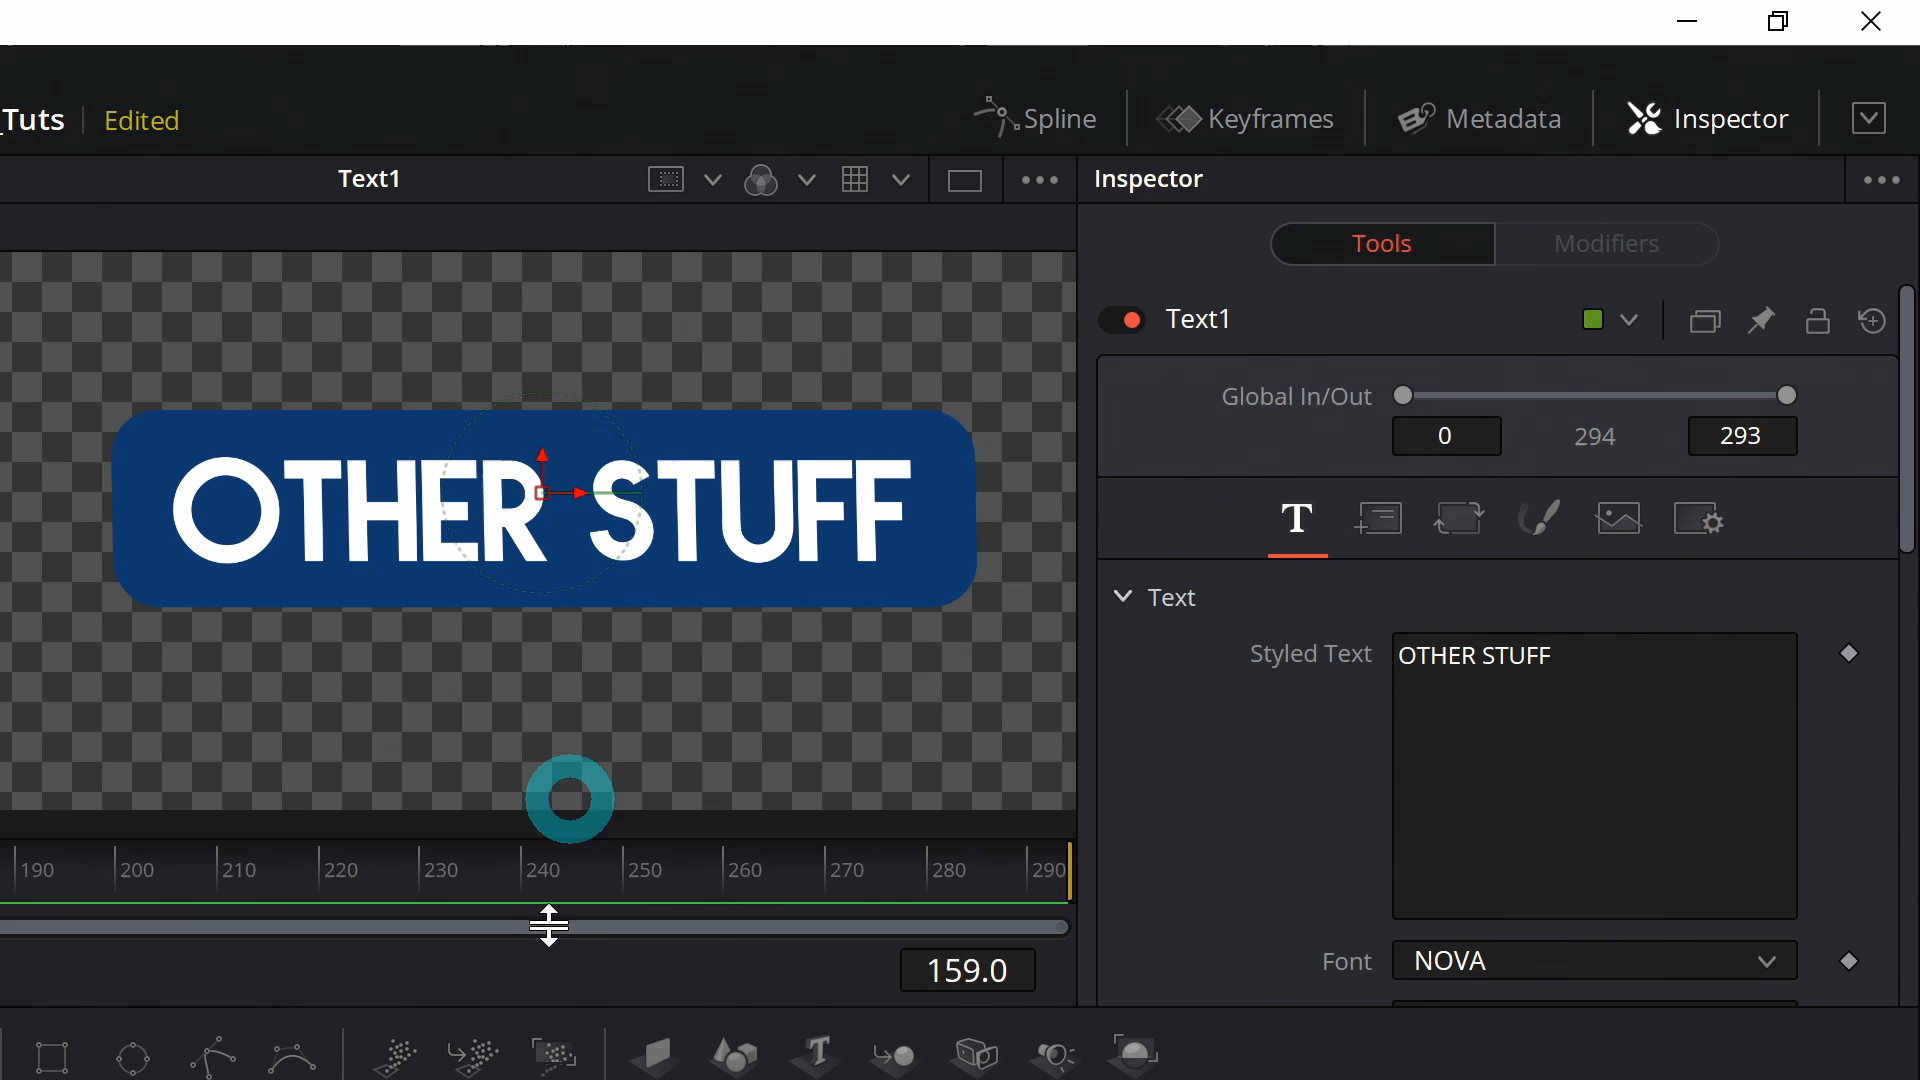 _Tuts
Edited
Spline
Keyframes
Metadata
Inspector
Text1
Inspector
Tools
Modifiers
Text1
Global In/Out
0
294
293
T
OTHER STUFF
Text
Styled Text
OTHER STUFF
Font
NOVA
190
200
210
220
230
240
250
260
270
280
290
159.0
T